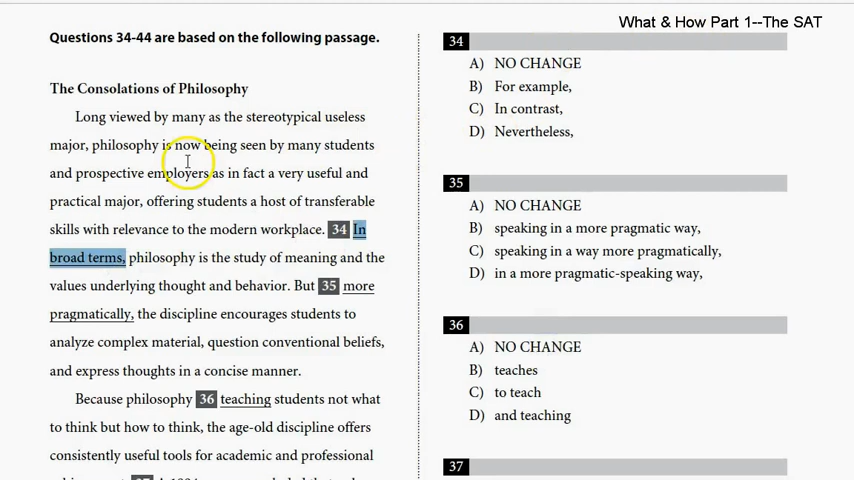 What & How Part 1--The SAT
Questions 34-44 are based on the following passage.
The Consolations of Philosophy
Long viewed by many as the stereotypical useless
major, philosophy is now being seen by many students
and prospective employers as in fact a very useful and
practical major, offering students a host of transferable
skills with relevance to the modern workplace. 34 In
broad terms, philosophy is the study of meaning and the
values underlying thought and behavior. But 35 more
pragmatically, the discipline encourages students to
analyze complex material, question conventional beliefs,
and express thoughts in a concise manner.
Because philosophy 36 teaching students not what
to think but how to think, the age-old discipline offers
consistently useful tools for academic and professional
34
A) NO CHANGE
B) For example,
C) In contrast,
D) Nevertheless,
35
A) NO CHANGE
B) speaking in a more pragmatic way,
C) speaking in a way more pragmatically,
D) in a more pragmatic-speaking way,
36
A) NO CHANGE
B) teaches
C) to teach
D) and teaching
37